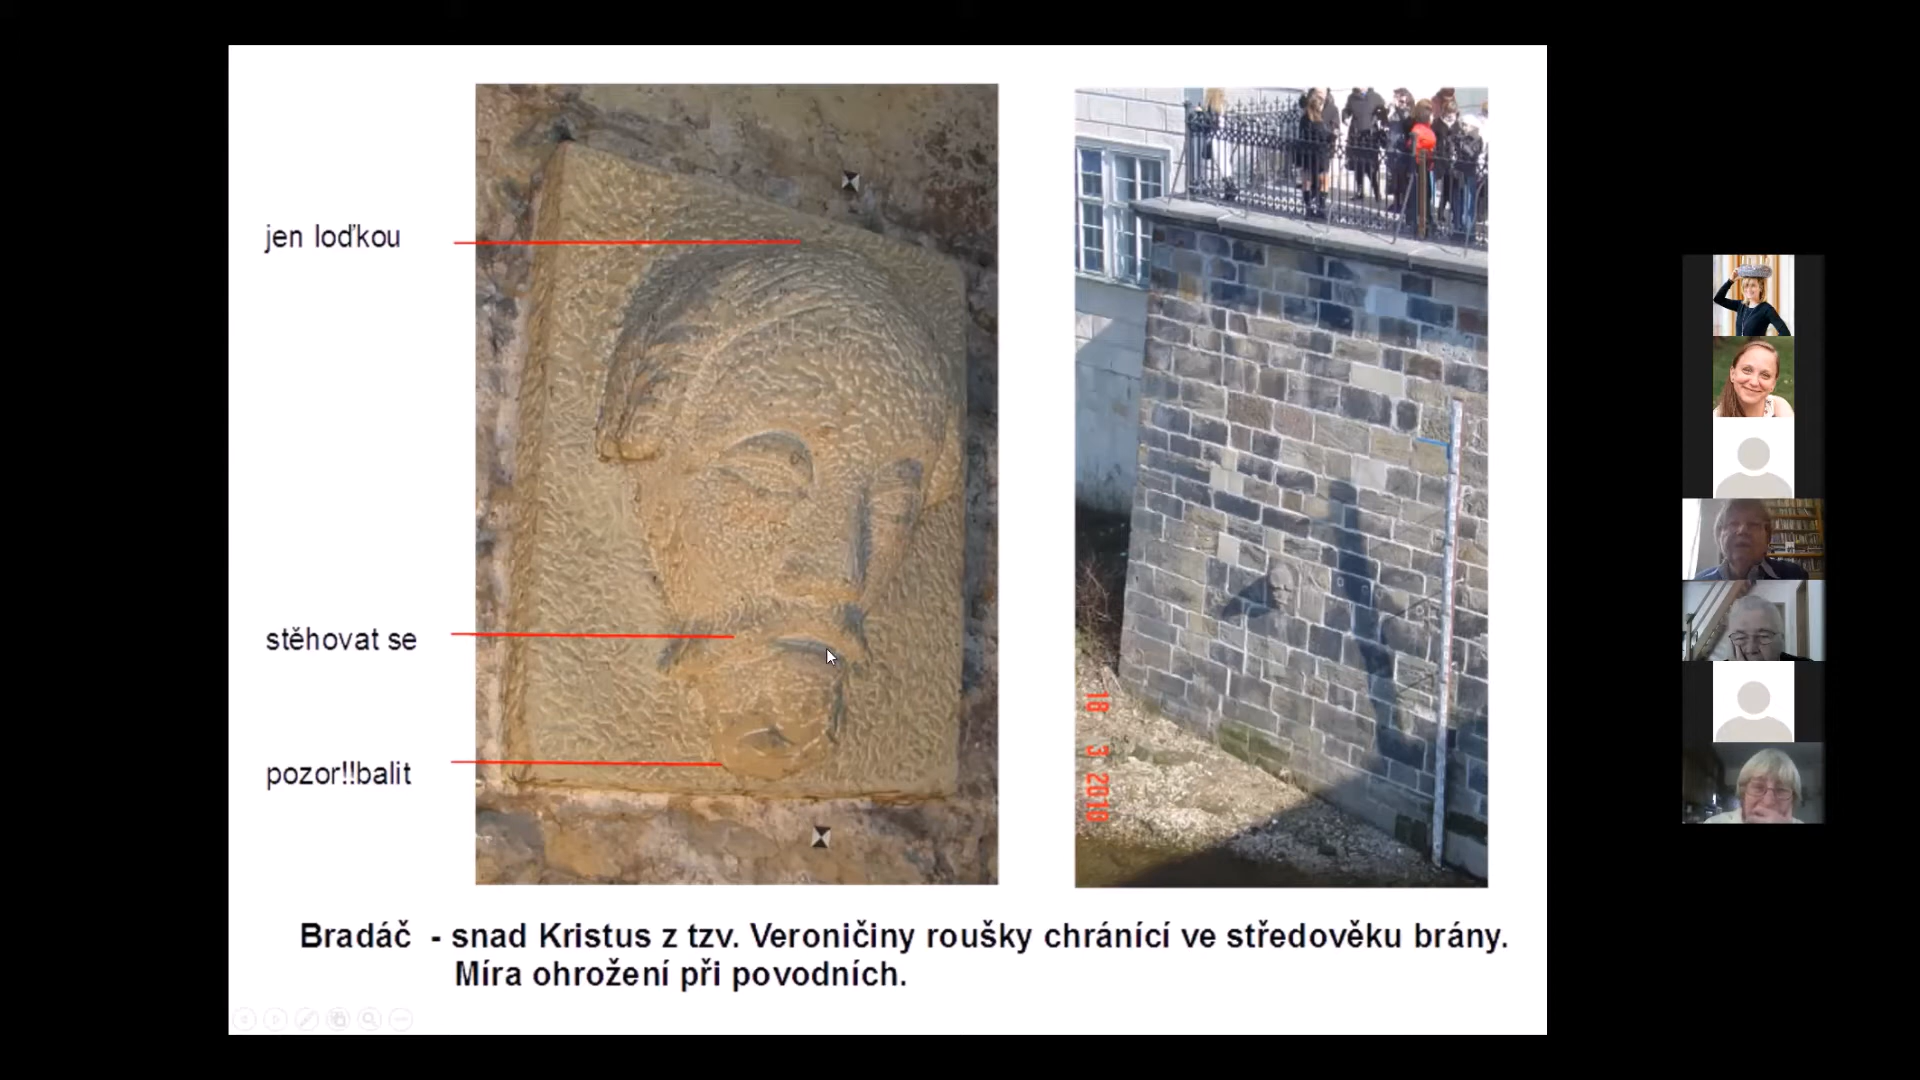 jen loďkou
stěhovat se
pozor!!balit
18 3 2010
Bradáč - snad Kristus z tzv. Veroničiny roušky chránící ve středověku brány.
Míra ohrožení při povodních.